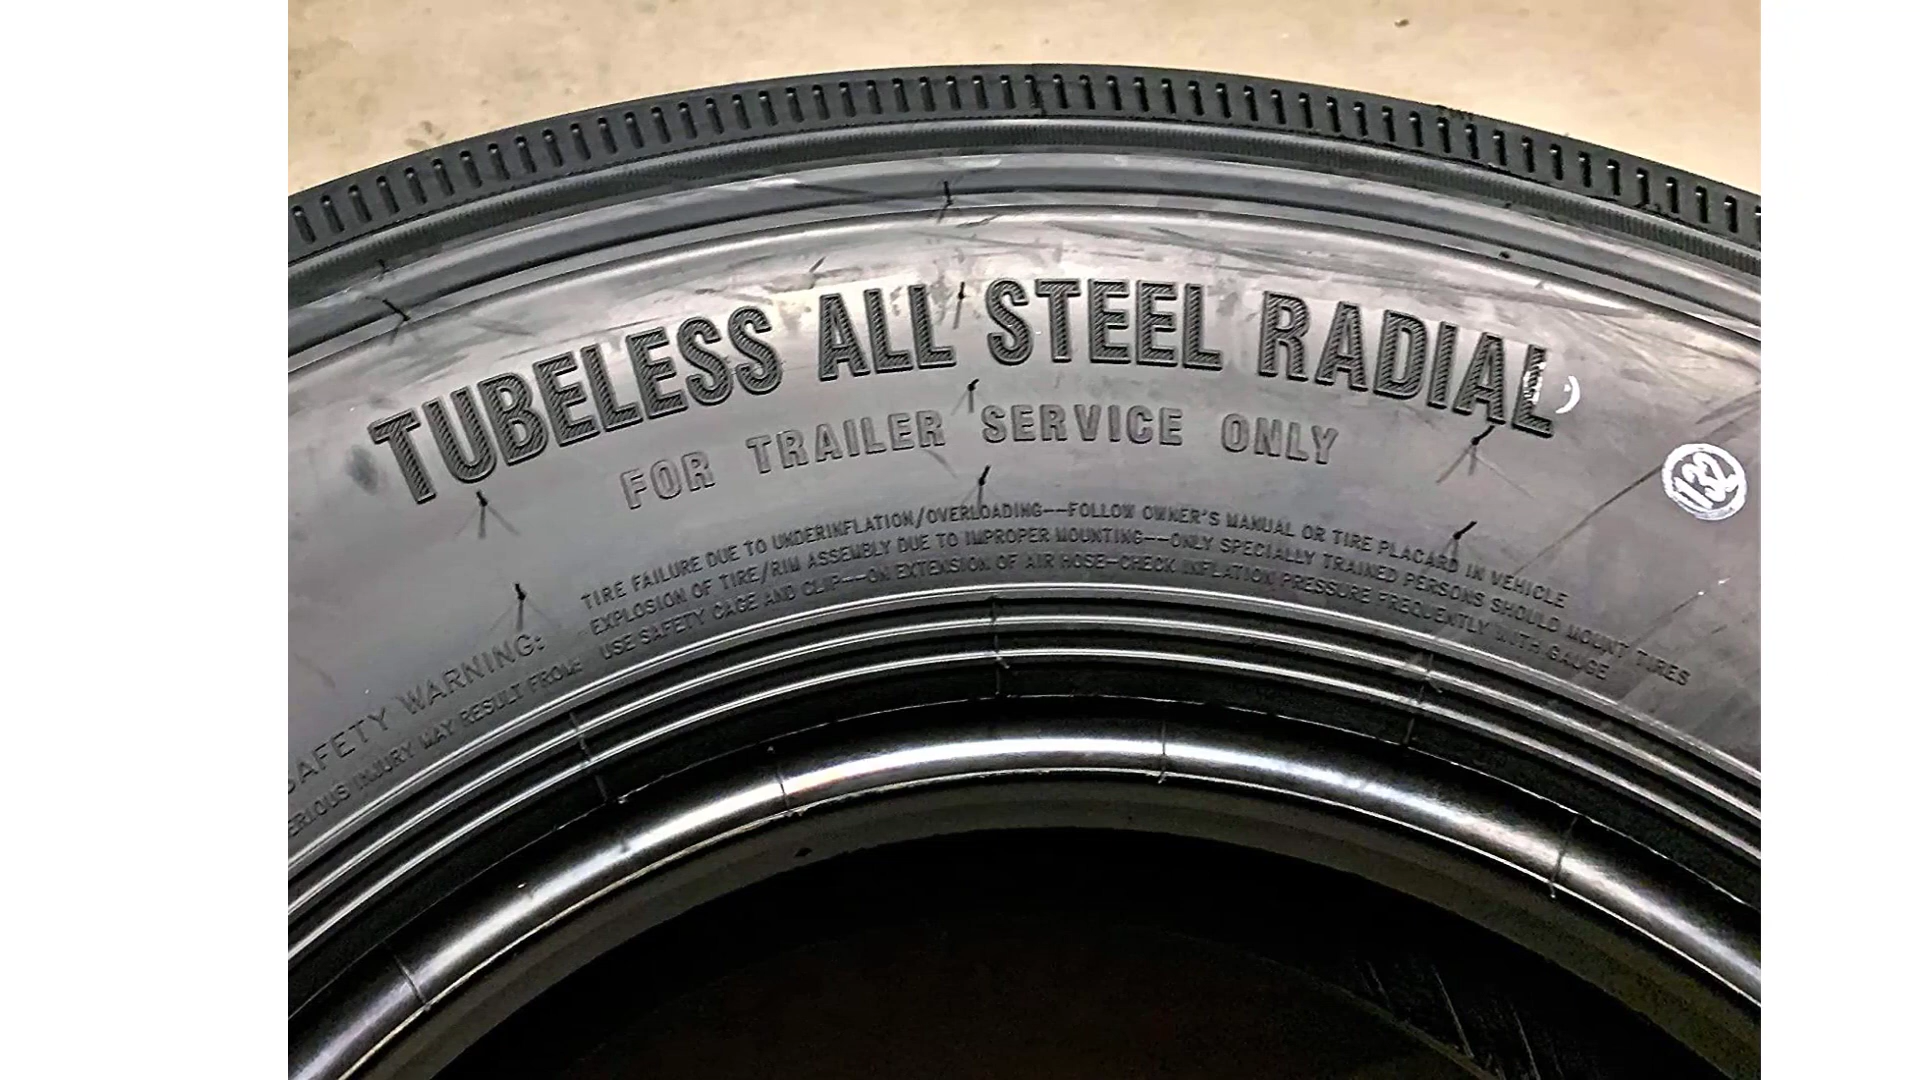 TUBELESS ALL STEEL RADIAL
FOR TRAILER SERVICE ONLY
132
SAFETY WARNING:
ERIOUS INJURY MAY RESULT FROM:
TIRE FAILURE DUE TO UNDERINFLATION/OVERLOADING--FOLLOW OWNER'S MANUAL OR TIRE PLACARD IN VEHICLE
EXPLOSION OF TIRE/RIM ASSEMBLY DUE TO IMPROPER MOUNTING--ONLY SPECIALLY TRAINED PERSONS SHOULD MOUNT TIRES
USE SAFETY CAGE AND CLIP--ON EXTENSION OF AIR HOSE-CHECK INFLATION PRESSURE FREQUENTLY WITH GAUGE